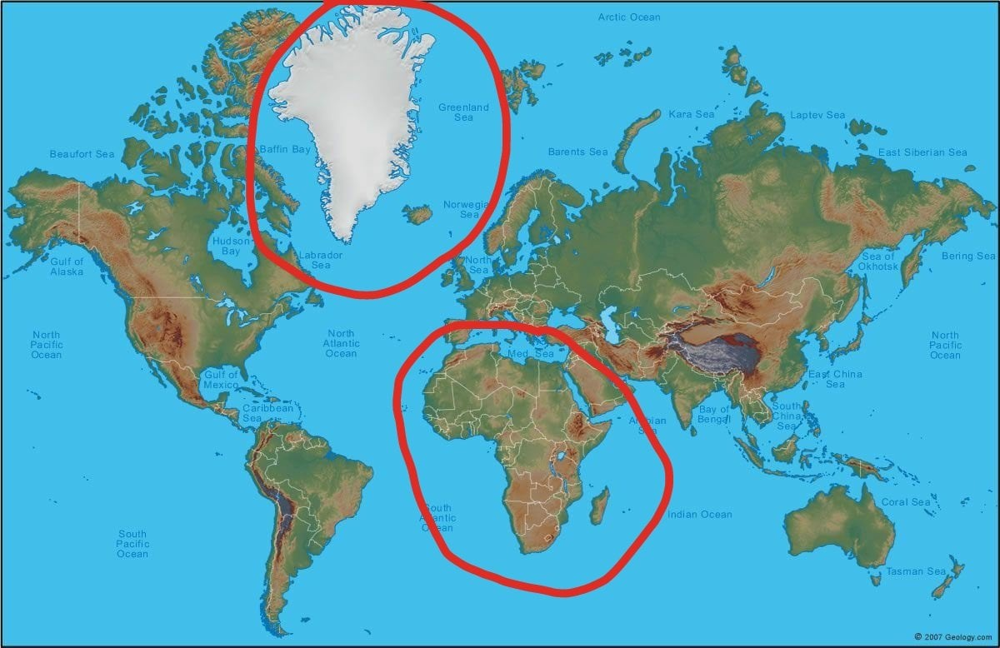 Arctic Ocean
Greenland
Sea
Kara Sea
Laptev Sea
Beaufort Sea
Baffin Bay
Barents Sea
East Siberian Sea
Norwegia
Sea
Hudson
Bay
Labrador
Sea
North
Sea
Gulf of
Alaska
Sea of
Okhotsk
Bering Sea
North
Pacific
Ocean
North
Atlantic
Ocean
Med Sea
North
Pacific
Ocean
Gulf of
Mexico
East China
Sea
Caribbean
Sea
Arabian
Sea
Bay of
Bengal
South
China
Sea
South
Atlantic
Ocean
Indian Ocean
Coral Sea
South
Pacific
Ocean
Tasman Sea
© 2007 Geology.com